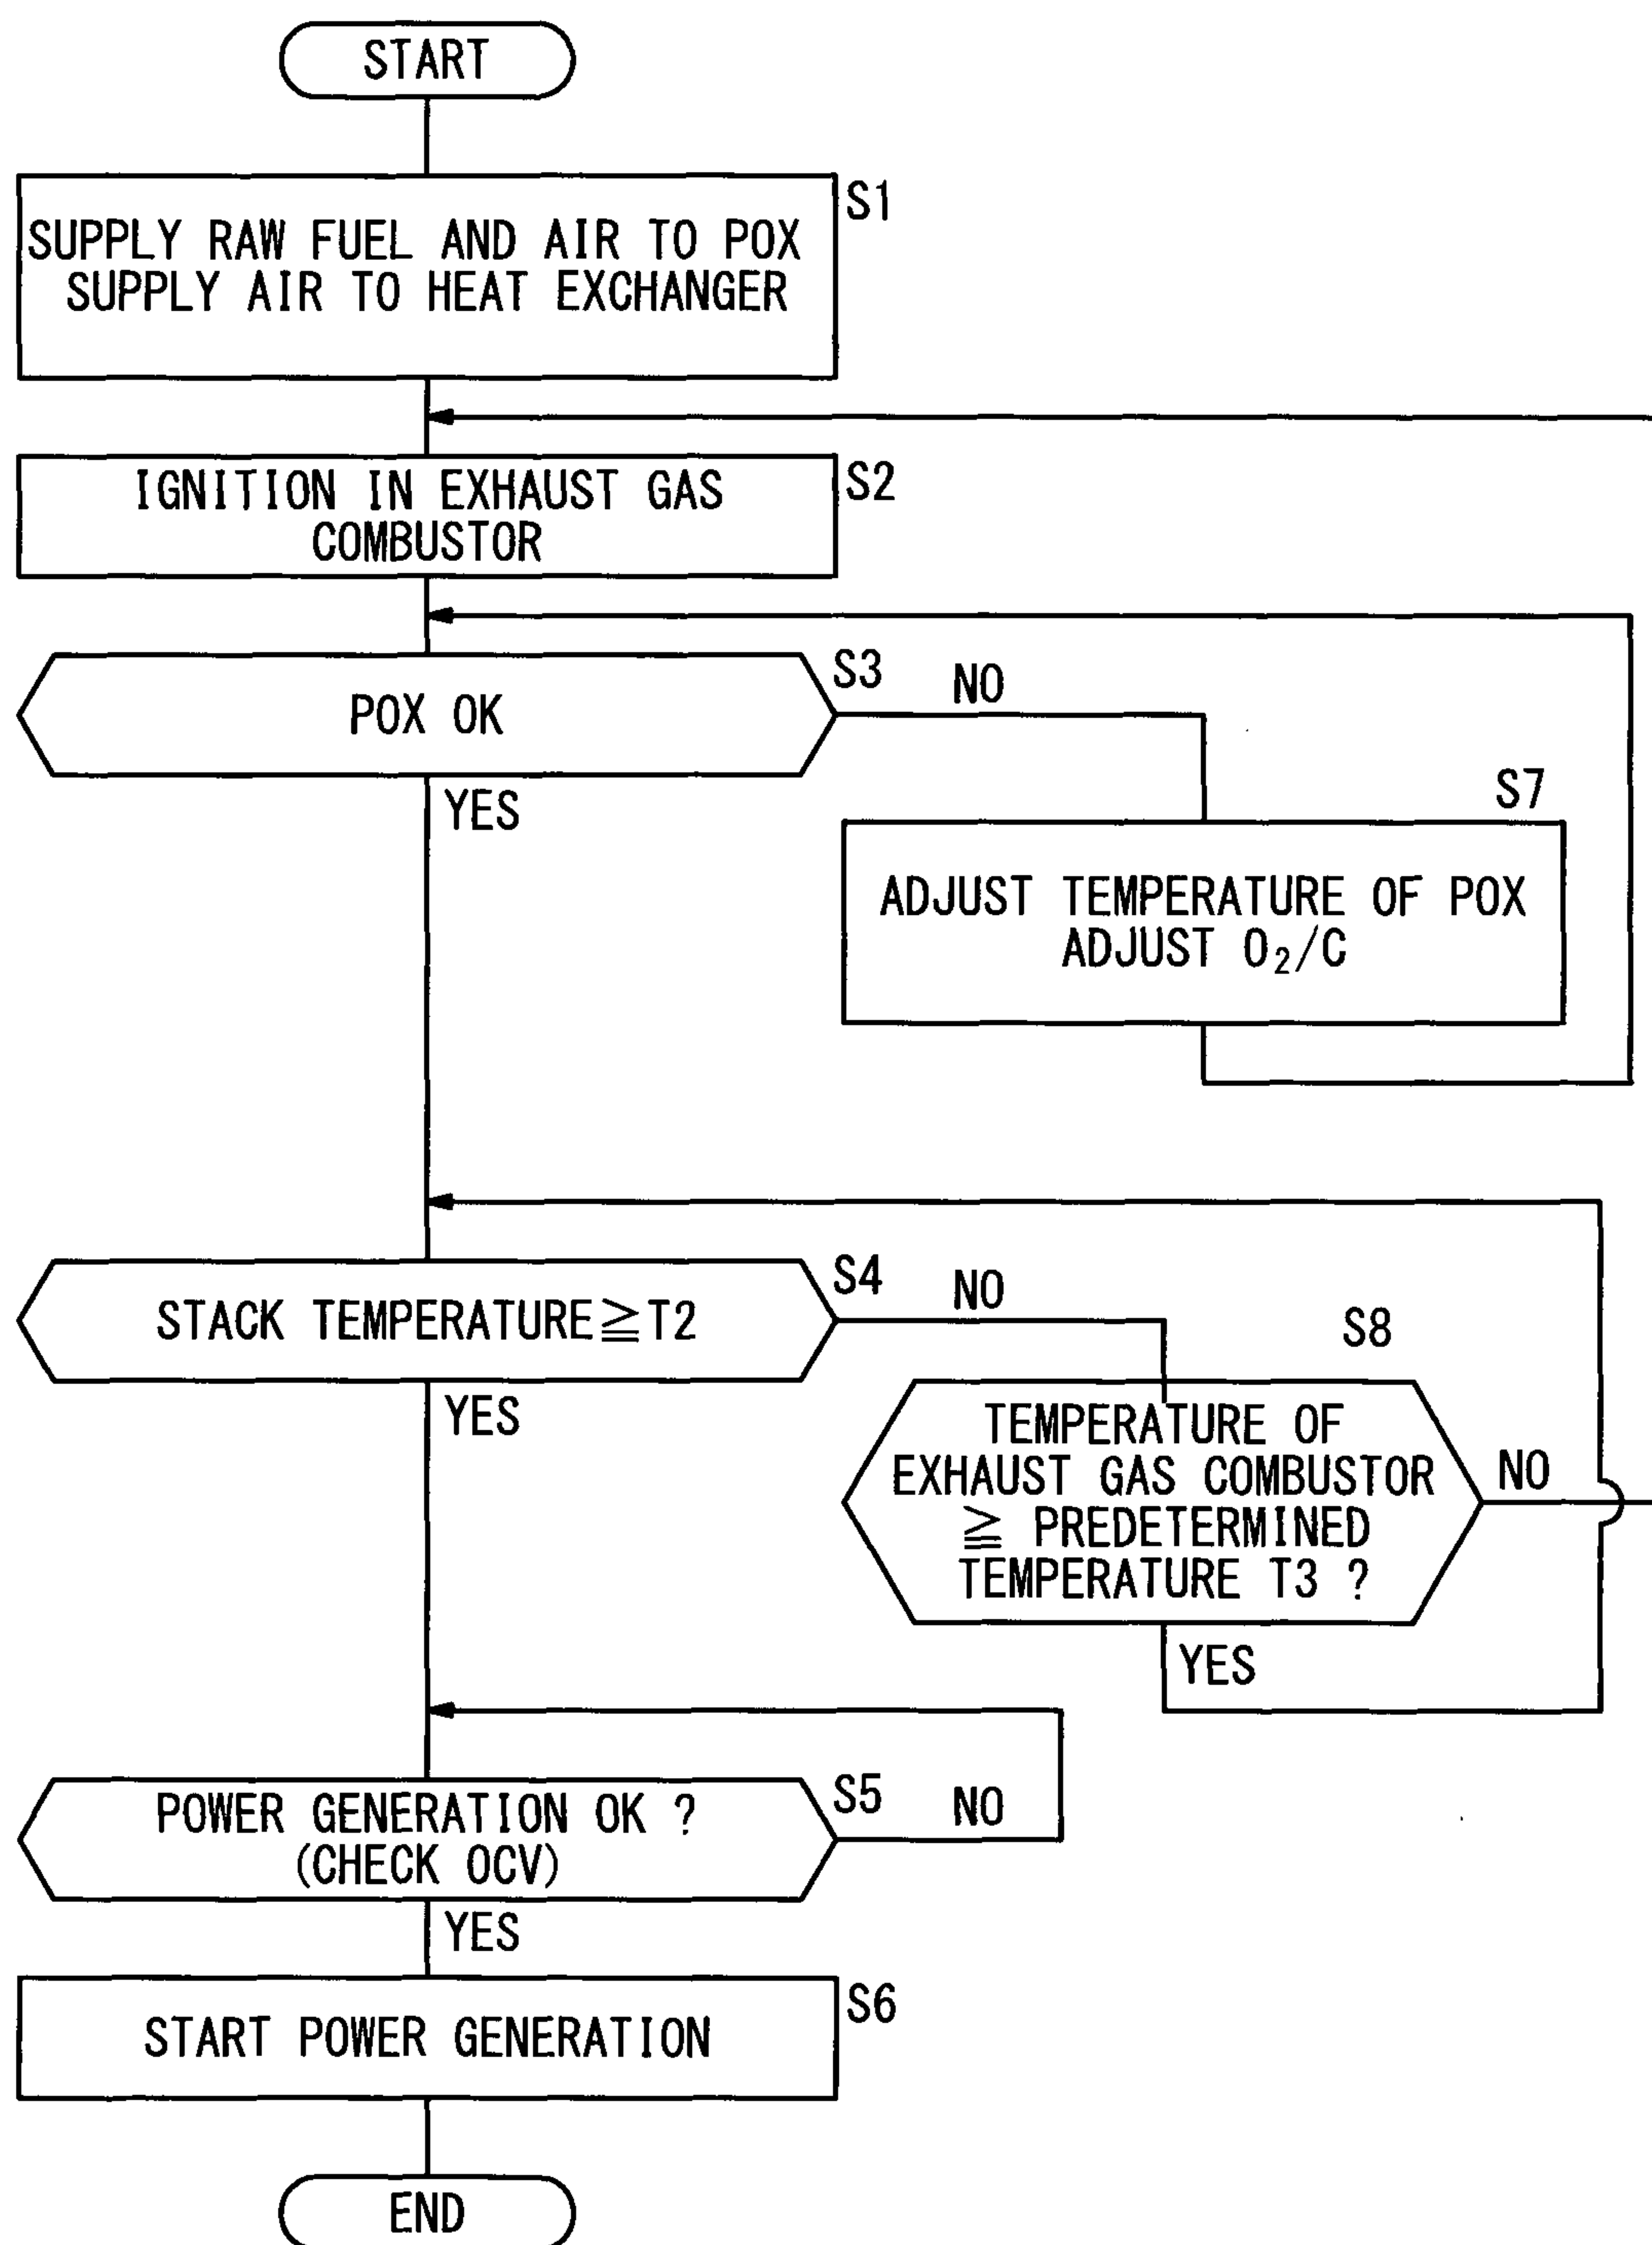 START
S1
SUPPLY RAW FUEL AND AIR TO POX
SUPPLY AIR TO HEAT EXCHANGER
S2
IGNITION IN EXHAUST GAS
COMBUSTOR
S3
NO
POX OK
YES
S7
ADJUST TEMPERATURE OF POX
ADJUST O₂/C
S4
NO
STACK TEMPERATURE≧T2
YES
S8
TEMPERATURE OF
EXHAUST GAS COMBUSTOR
≧ PREDETERMINED
TEMPERATURE T3 ?
NO
YES
S5
NO
POWER GENERATION OK ?
(CHECK OCV)
YES
S6
START POWER GENERATION
END